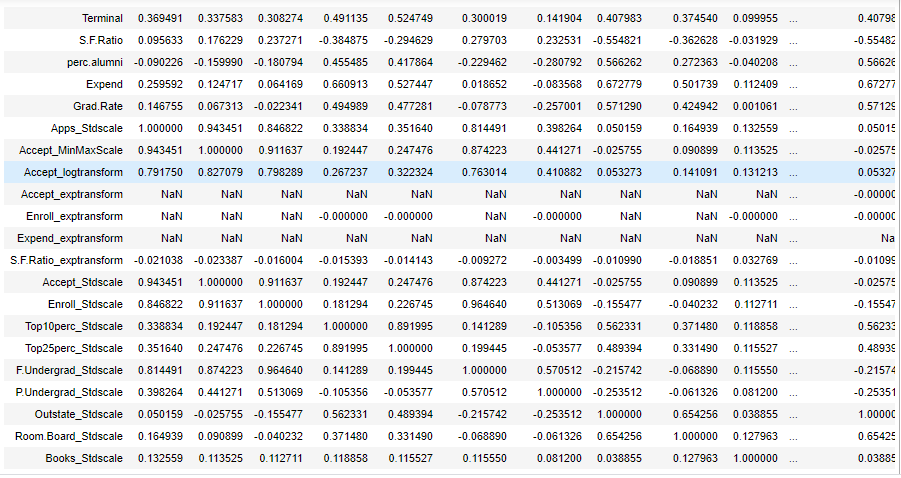 Terminal 0.369491 0.337583 0.308274 0.491135 0.524749 0.300019 0.141904 0.407983 0.374540 0.099955 ... 0.40798
S.F.Ratio 0.095633 0.176229 0.237271 -0.384875 -0.294629 0.279703 0.232531 -0.554821 -0.362628 -0.031929 ... -0.55482
perc.alumni -0.090226 -0.159990 -0.180794 0.455485 0.417864 -0.229462 -0.280792 0.566262 0.272363 -0.040208 ... 0.56626
Expend 0.259592 0.124717 0.064169 0.660913 0.527447 0.018652 -0.083568 0.672779 0.501739 0.112409 ... 0.67277
Grad.Rate 0.146755 0.067313 -0.022341 0.494989 0.477281 -0.078773 -0.257001 0.571290 0.424942 0.001061 ... 0.57129
Apps_Stdscale 1.000000 0.943451 0.846822 0.338834 0.351640 0.814491 0.398264 0.050159 0.164939 0.132559 ... 0.05015
Accept_MinMaxScale 0.943451 1.000000 0.911637 0.192447 0.247476 0.874223 0.441271 -0.025755 0.090899 0.113525 ... -0.02575
Accept_logtransform 0.791750 0.827079 0.798289 0.267237 0.322324 0.763014 0.410882 0.053273 0.141091 0.131213 ... 0.05327
Accept_exptransform NaN NaN NaN NaN NaN NaN NaN NaN NaN NaN ... -0.00000
Enroll_exptransform NaN NaN NaN -0.000000 -0.000000 NaN -0.000000 NaN NaN -0.000000 ... -0.00000
Expend_exptransform NaN NaN NaN NaN NaN NaN NaN NaN NaN NaN ... Na
S.F.Ratio_exptransform -0.021038 -0.023387 -0.016004 -0.015393 -0.014143 -0.009272 -0.003499 -0.010990 -0.018851 0.032769 ... -0.01099
Accept_Stdscale 0.943451 1.000000 0.911637 0.192447 0.247476 0.874223 0.441271 -0.025755 0.090899 0.113525 ... -0.02575
Enroll_Stdscale 0.846822 0.911637 1.000000 0.181294 0.226745 0.964640 0.513069 -0.155477 -0.040232 0.112711 ... -0.15547
Top10perc_Stdscale 0.338834 0.192447 0.181294 1.000000 0.891995 0.141289 -0.105356 0.562331 0.371480 0.118858 ... 0.56233
Top25perc_Stdscale 0.351640 0.247476 0.226745 0.891995 1.000000 0.199445 -0.053577 0.489394 0.331490 0.115527 ... 0.48939
F.Undergrad_Stdscale 0.814491 0.874223 0.964640 0.141289 0.199445 1.000000 0.570512 -0.215742 -0.068890 0.115550 ... -0.21574
P.Undergrad_Stdscale 0.398264 0.441271 0.513069 -0.105356 -0.053577 0.570512 1.000000 -0.253512 -0.061326 0.081200 ... -0.25351
Outstate_Stdscale 0.050159 -0.025755 -0.155477 0.562331 0.489394 -0.215742 -0.253512 1.000000 0.654256 0.038855 ... 1.00000
Room.Board_Stdscale 0.164939 0.090899 -0.040232 0.371480 0.331490 -0.068890 -0.061326 0.654256 1.000000 0.127963 ... 0.65425
Books_Stdscale 0.132559 0.113525 0.112711 0.118858 0.115527 0.115550 0.081200 0.038855 0.127963 1.000000 ... 0.03885